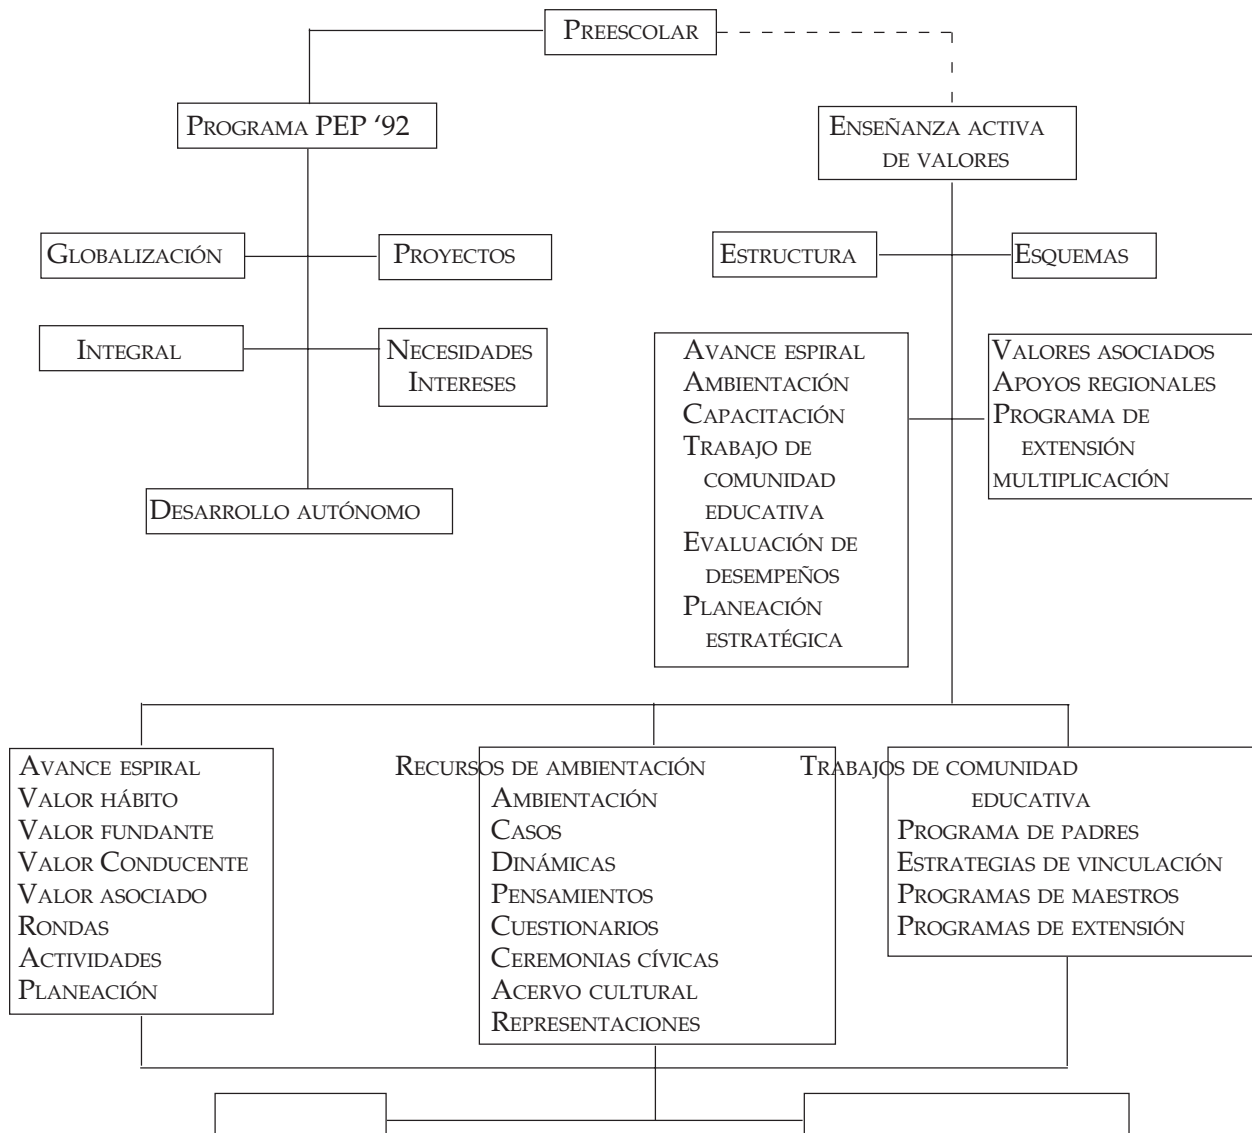 PREESCOLAR
PROGRAMA PEP ‘92
ENSEÑANZA ACTIVA
DE VALORES
GLOBALIZACIÓN
PROYECTOS
ESTRUCTURA
ESQUEMAS
INTEGRAL
NECESIDADES
INTERESES
AVANCE ESPIRAL
AMBIENTACIÓN
CAPACITACIÓN
TRABAJO DE
COMUNIDAD
EDUCATIVA
EVALUACIÓN DE
DESEMPEÑOS
PLANEACIÓN
ESTRATÉGICA
VALORES ASOCIADOS
APOYOS REGIONALES
PROGRAMA DE
EXTENSIÓN
MULTIPLICACIÓN
DESARROLLO AUTÓNOMO
AVANCE ESPIRAL
VALOR HÁBITO
VALOR FUNDANTE
VALOR CONDUCENTE
VALOR ASOCIADO
RONDAS
ACTIVIDADES
PLANEACIÓN
RECURSOS DE AMBIENTACIÓN
AMBIENTACIÓN
CASOS
DINÁMICAS
PENSAMIENTOS
CUESTIONARIOS
CEREMONIAS CÍVICAS
ACERVO CULTURAL
REPRESENTACIONES
TRABAJOS DE COMUNIDAD
EDUCATIVA
PROGRAMA DE PADRES
ESTRATEGIAS DE VINCULACIÓN
PROGRAMAS DE MAESTROS
PROGRAMAS DE EXTENSIÓN